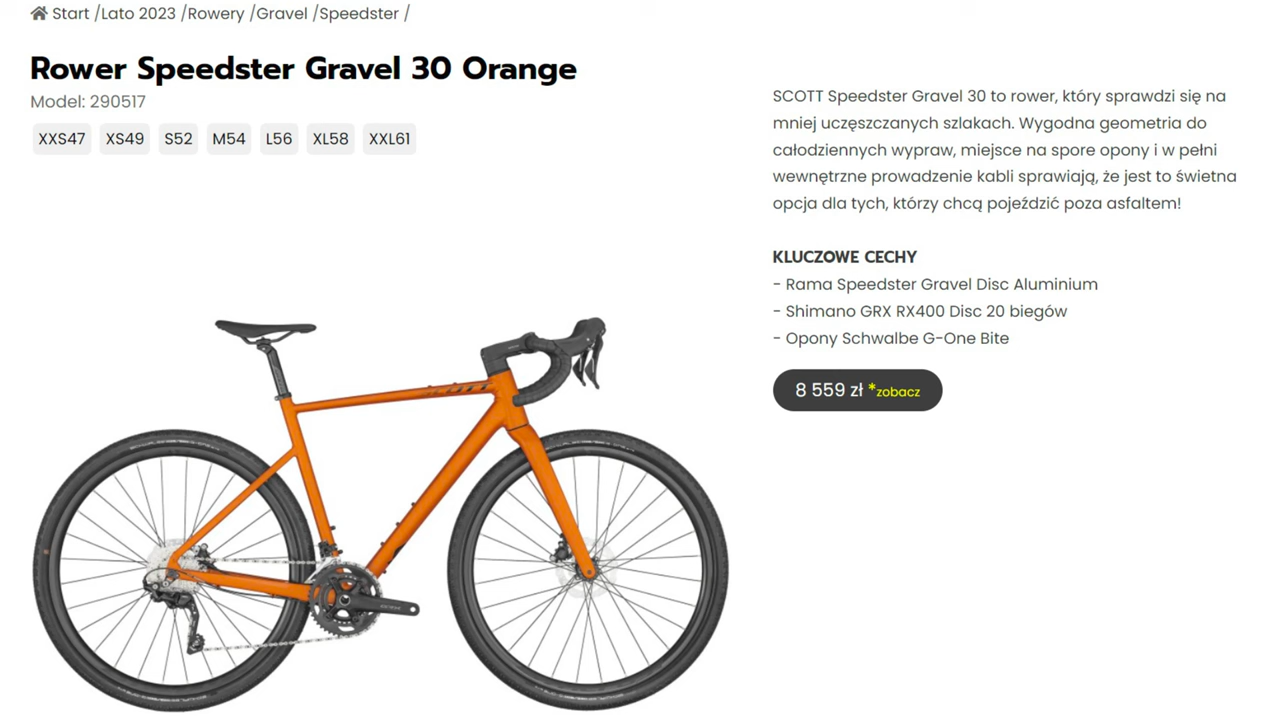 Start /Lato 2023 /Rowery /Gravel /Speedster /
Rower Speedster Gravel 30 Orange
Model: 290517
XXS47 XS49 S52 M54 L56 XL58 XXL61
SCOTT Speedster Gravel 30 to rower, który sprawdzi się na
mniej uczęszczanych szlakach. Wygodna geometria do
całodziennych wypraw, miejsce na spore opony i w pełni
wewnętrzne prowadzenie kabli sprawiają, że jest to świetna
opcja dla tych, którzy chcą pojeździć poza asfaltem!
KLUCZOWE CECHY
- Rama Speedster Gravel Disc Aluminium
- Shimano GRX RX400 Disc 20 biegów
- Opony Schwalbe G-One Bite
8 559 zł *zobacz